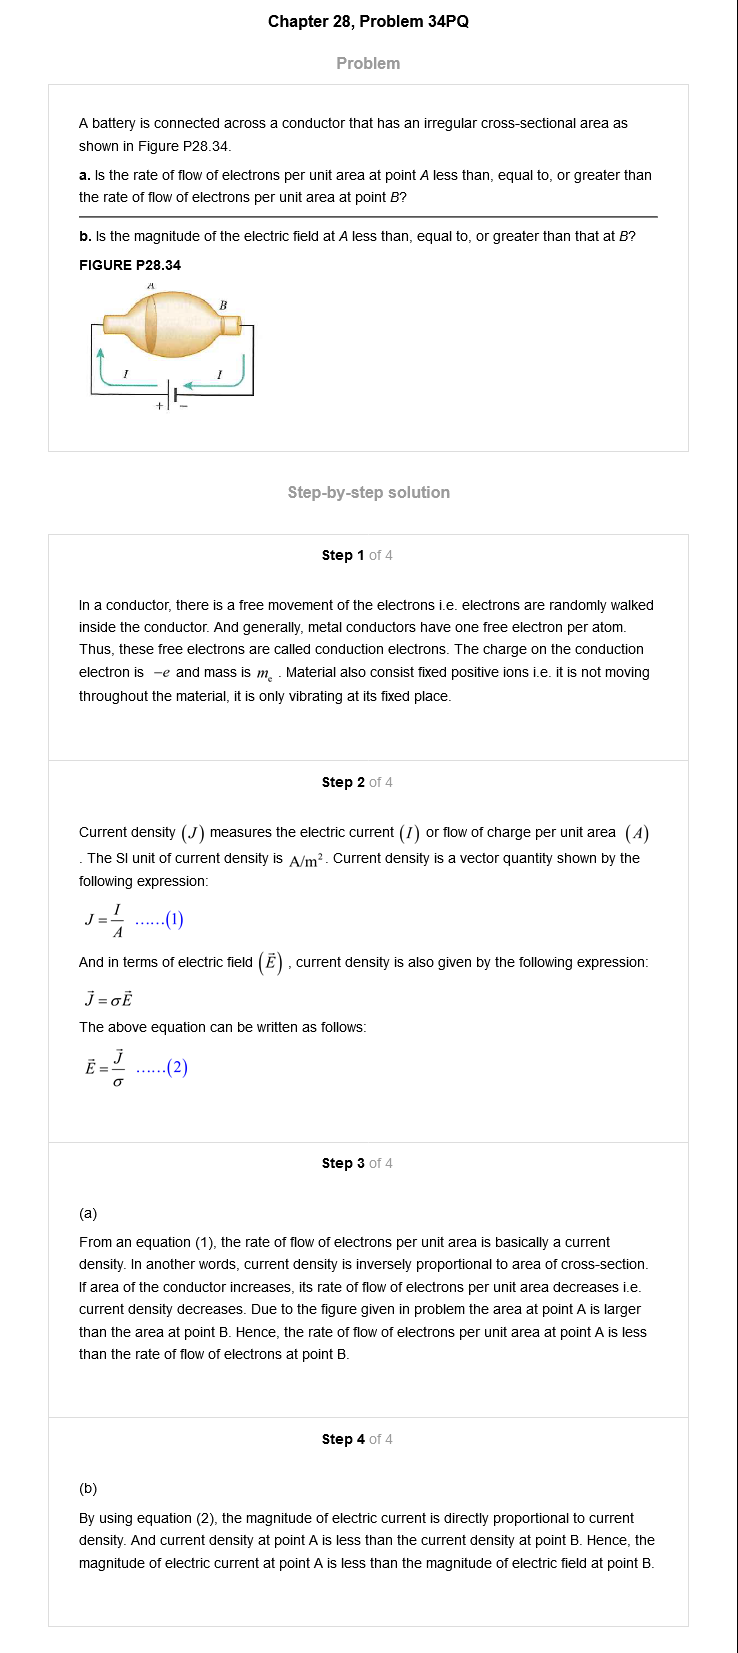 Chapter 28, Problem 34PQ
Problem
A battery is connected across a conductor that has an irregular cross-sectional area as
shown in Figure P28.34.
a. Is the rate of flow of electrons per unit area at point A less than, equal to, or greater than
the rate of flow of electrons per unit area at point B?
b. Is the magnitude of the electric field at A less than, equal to, or greater than that at B?
FIGURE P28.34
A
B
I
I
+
−
Step-by-step solution
Step 1 of 4
In a conductor, there is a free movement of the electrons i.e. electrons are randomly walked
inside the conductor. And generally, metal conductors have one free electron per atom.
Thus, these free electrons are called conduction electrons. The charge on the conduction
electron is −e and mass is mₑ . Material also consist fixed positive ions i.e. it is not moving
throughout the material, it is only vibrating at its fixed place.
Step 2 of 4
Current density (J) measures the electric current (I) or flow of charge per unit area (A)
. The SI unit of current density is A/m². Current density is a vector quantity shown by the
following expression:
J = I/A ......(1)
And in terms of electric field (E⃗) , current density is also given by the following expression:
J⃗ = σE⃗
The above equation can be written as follows:
E⃗ = J⃗/σ ......(2)
Step 3 of 4
(a)
From an equation (1), the rate of flow of electrons per unit area is basically a current
density. In another words, current density is inversely proportional to area of cross-section.
If area of the conductor increases, its rate of flow of electrons per unit area decreases i.e.
current density decreases. Due to the figure given in problem the area at point A is larger
than the area at point B. Hence, the rate of flow of electrons per unit area at point A is less
than the rate of flow of electrons at point B.
Step 4 of 4
(b)
By using equation (2), the magnitude of electric current is directly proportional to current
density. And current density at point A is less than the current density at point B. Hence, the
magnitude of electric current at point A is less than the magnitude of electric field at point B.